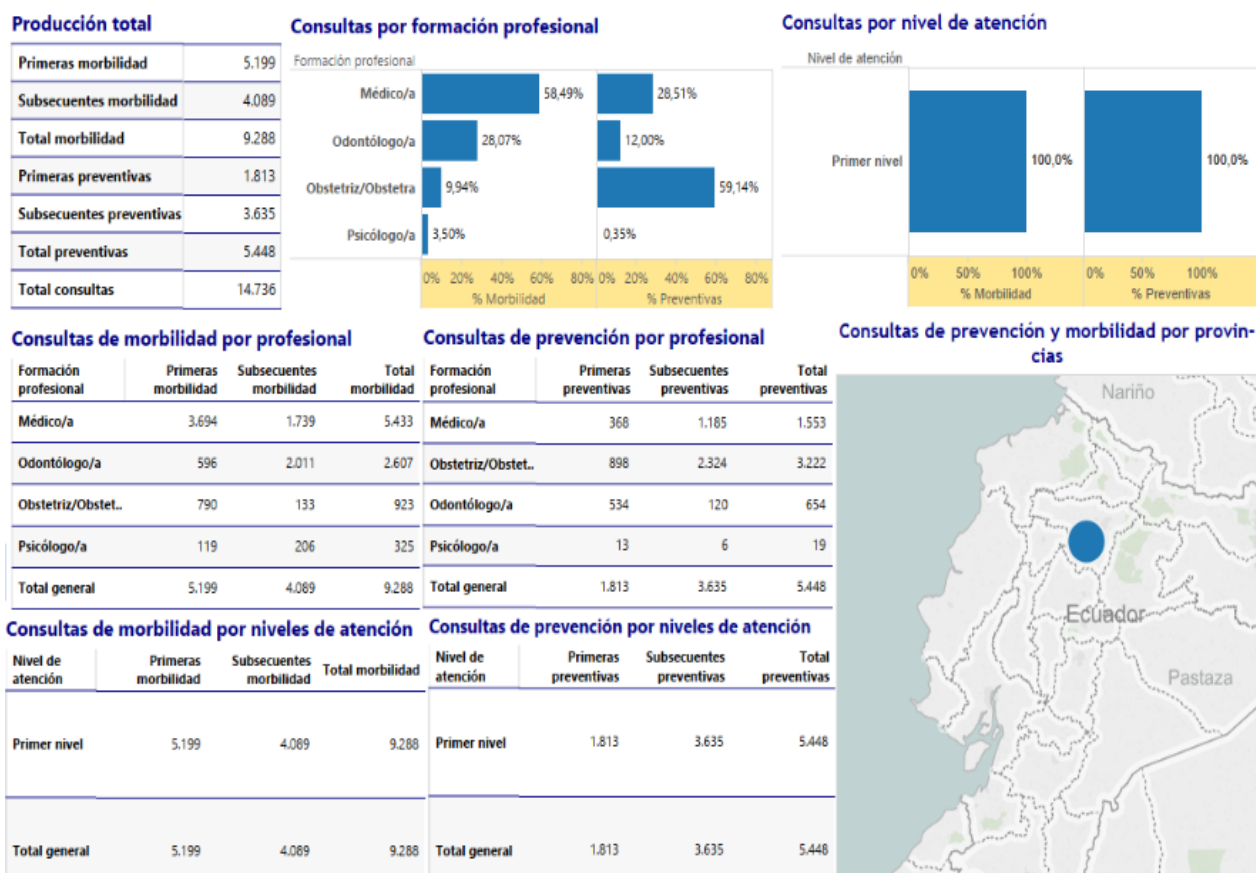 Producción total
Primeras morbilidad 5.199
Subsecuentes morbilidad 4.089
Total morbilidad 9.288
Primeras preventivas 1.813
Subsecuentes preventivas 3.635
Total preventivas 5.448
Total consultas 14.736
Consultas por formación profesional
Formación profesional
Médico/a 58,49% 28,51%
Odontólogo/a 28,07% 12,00%
Obstetriz/Obstetra 9,94% 59,14%
Psicólogo/a 3,50% 0,35%
0% 20% 40% 60% 80% 0% 20% 40% 60% 80%
% Morbilidad % Preventivas
Consultas por nivel de atención
Nivel de atención
Primer nivel 100,0% 100,0%
0% 50% 100% 0% 50% 100%
% Morbilidad % Preventivas
Consultas de morbilidad por profesional
Formación Primeras Subsecuentes Total
profesional morbilidad morbilidad morbilidad
Médico/a 3.694 1.739 5.433
Odontólogo/a 596 2.011 2.607
Obstetriz/Obstet.. 790 133 923
Psicólogo/a 119 206 325
Total general 5.199 4.089 9.288
Consultas de prevención por profesional
Formación Primeras Subsecuentes Total
profesional preventivas preventivas preventivas
Médico/a 368 1.185 1.553
Obstetriz/Obstet.. 898 2.324 3.222
Odontólogo/a 534 120 654
Psicólogo/a 13 6 19
Total general 1.813 3.635 5.448
Consultas de prevención y morbilidad por provin-
cias
Nariño
Ecuador
Pastaza
Consultas de morbilidad por niveles de atención
Nivel de Primeras Subsecuentes Total morbilidad
atención morbilidad morbilidad
Primer nivel 5.199 4.089 9.288
Total general 5.199 4.089 9.288
Consultas de prevención por niveles de atención
Nivel de Primeras Subsecuentes Total
atención preventivas preventivas preventivas
Primer nivel 1.813 3.635 5.448
Total general 1.813 3.635 5.448